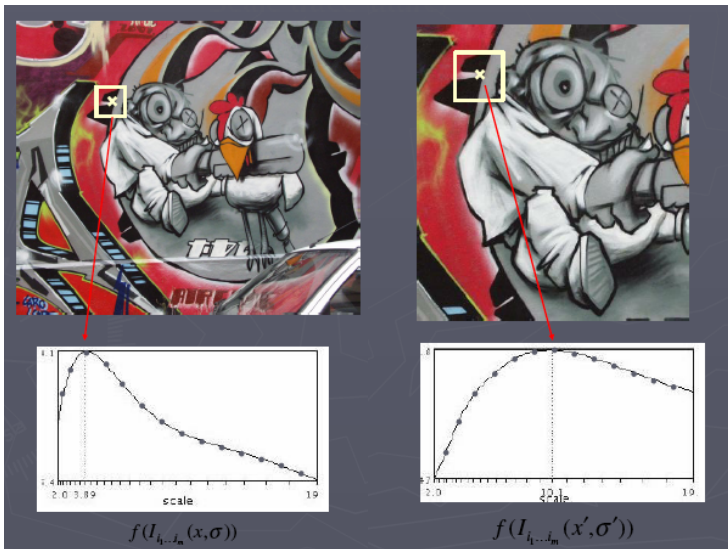 2.0 3.89 19
scale
f(I_{i_1…i_m}(x,σ))
2.0 10.1 19
scale
f(I_{i_1…i_m}(x′,σ′))